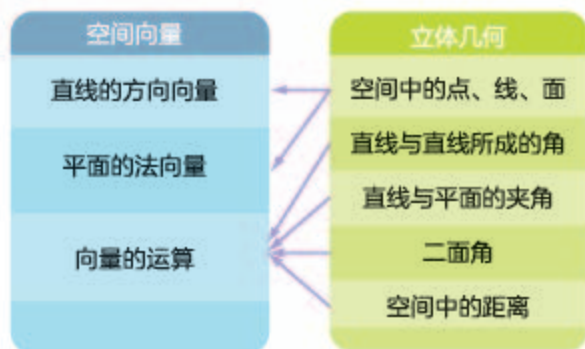 空间向量
直线的方向向量
平面的法向量
向量的运算
立体几何
空间中的点、线、面
直线与直线所成的角
直线与平面的夹角
二面角
空间中的距离